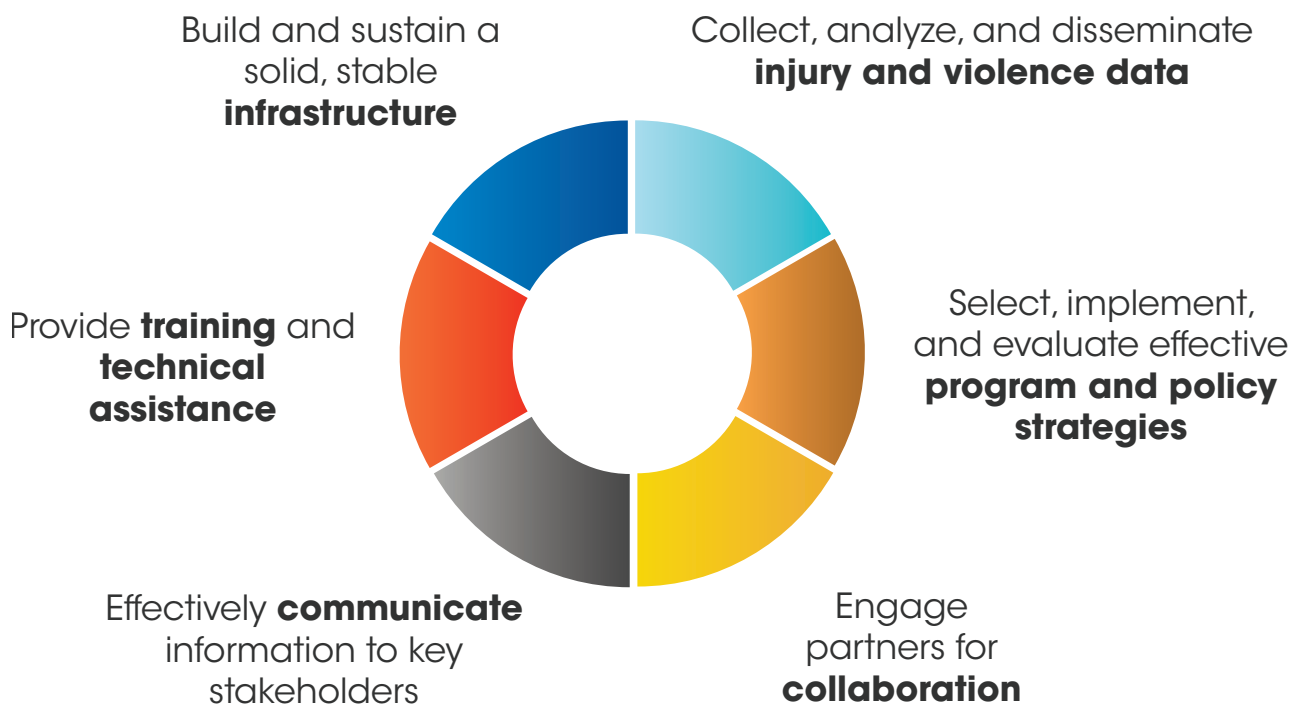 Build and sustain a
solid, stable
infrastructure
Collect, analyze, and disseminate
injury and violence data
Select, implement,
and evaluate effective
program and policy
strategies
Engage
partners for
collaboration
Effectively communicate
information to key
stakeholders
Provide training and
technical
assistance